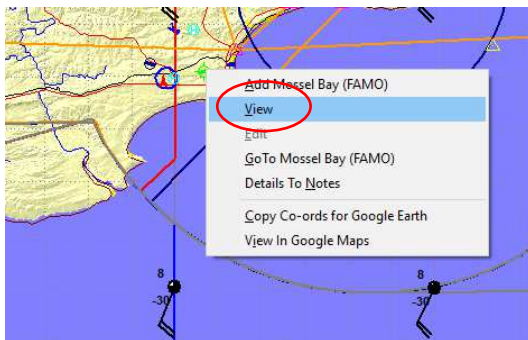 Add Mossel Bay (FAMO)
View
Edit
GoTo Mossel Bay (FAMO)
Details To Notes
Copy Co-ords for Google Earth
View In Google Maps
8
-30
8
-30